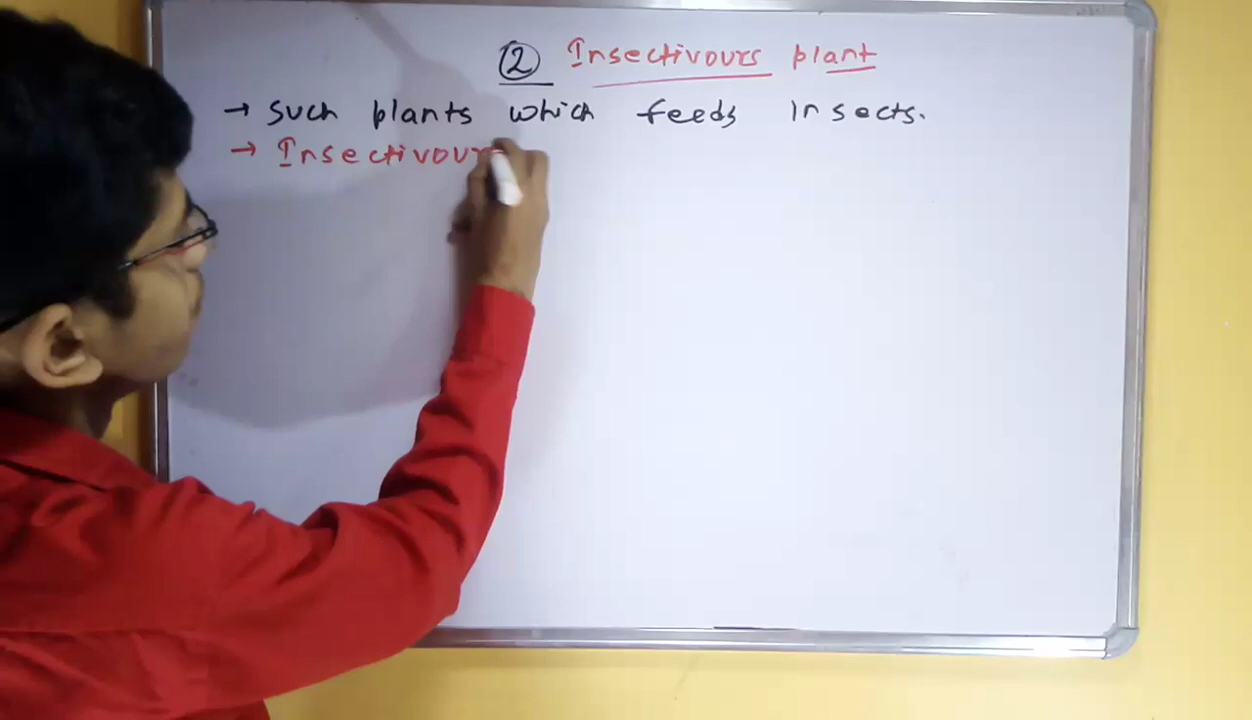 ② Insectivours plant
→ such plants which feeds Insects.
→ Insectivour